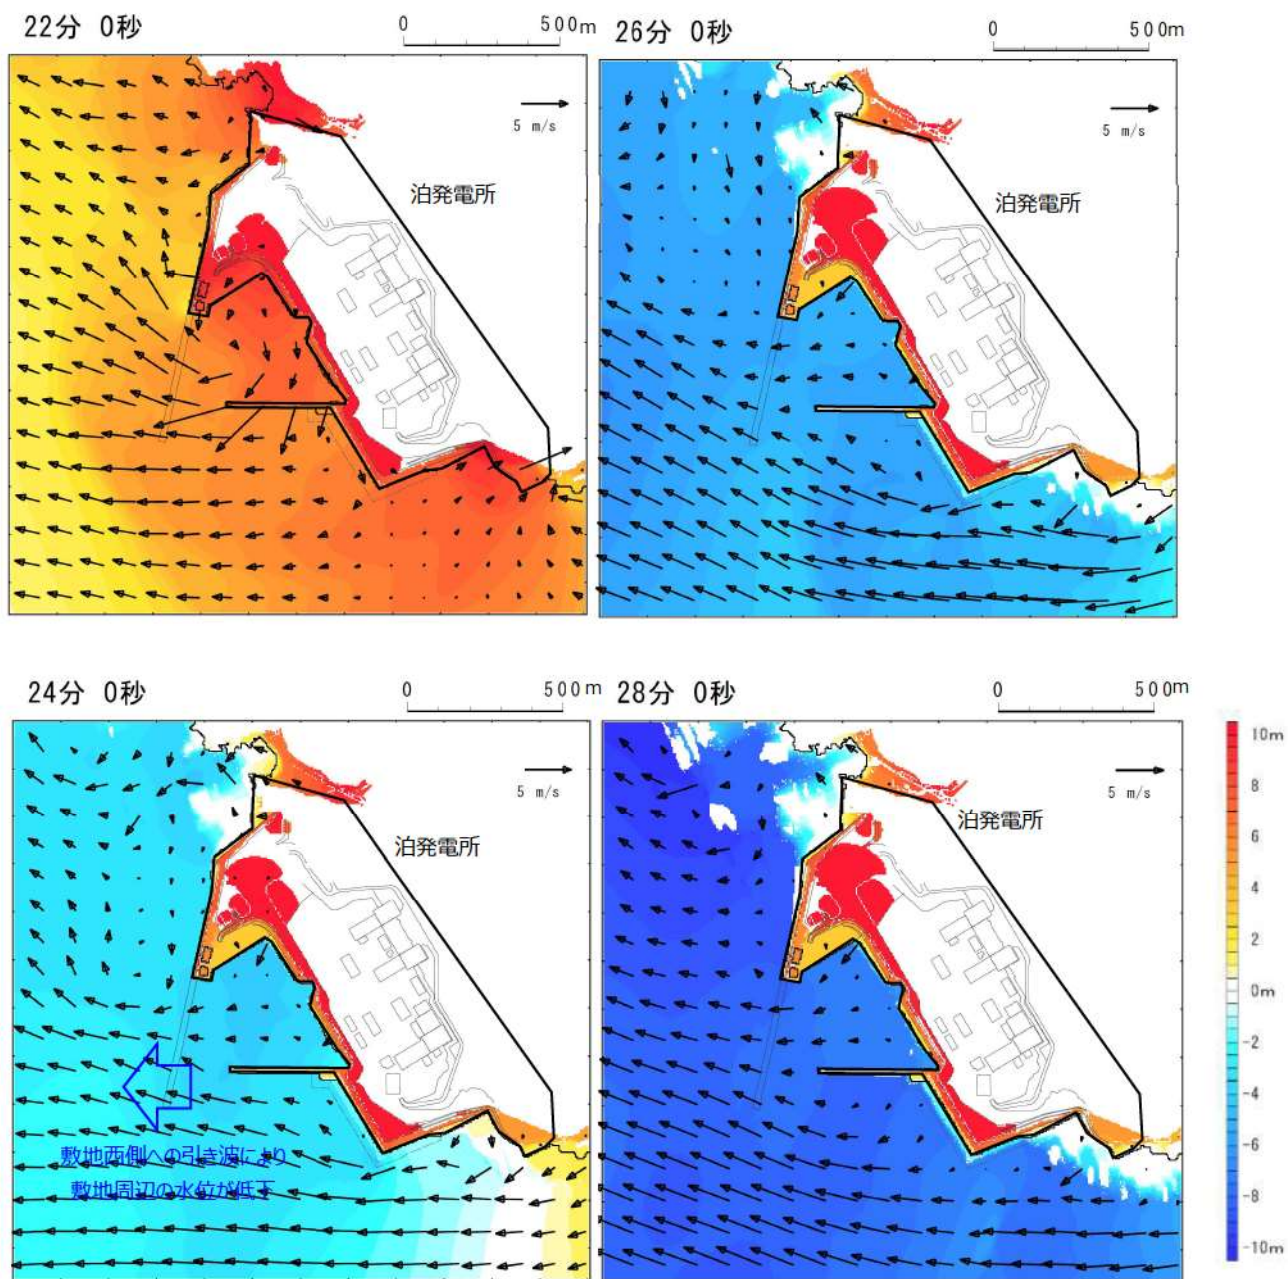 22分 0秒
0 500m
5 m/s
泊発電所
26分 0秒
0 500m
5 m/s
泊発電所
24分 0秒
0 500m
5 m/s
泊発電所
敷地西側への引き波により
敷地周辺の水位が低下
28分 0秒
0 500m
5 m/s
泊発電所
10m
8
6
4
2
0m
-2
-4
-6
-8
-10m